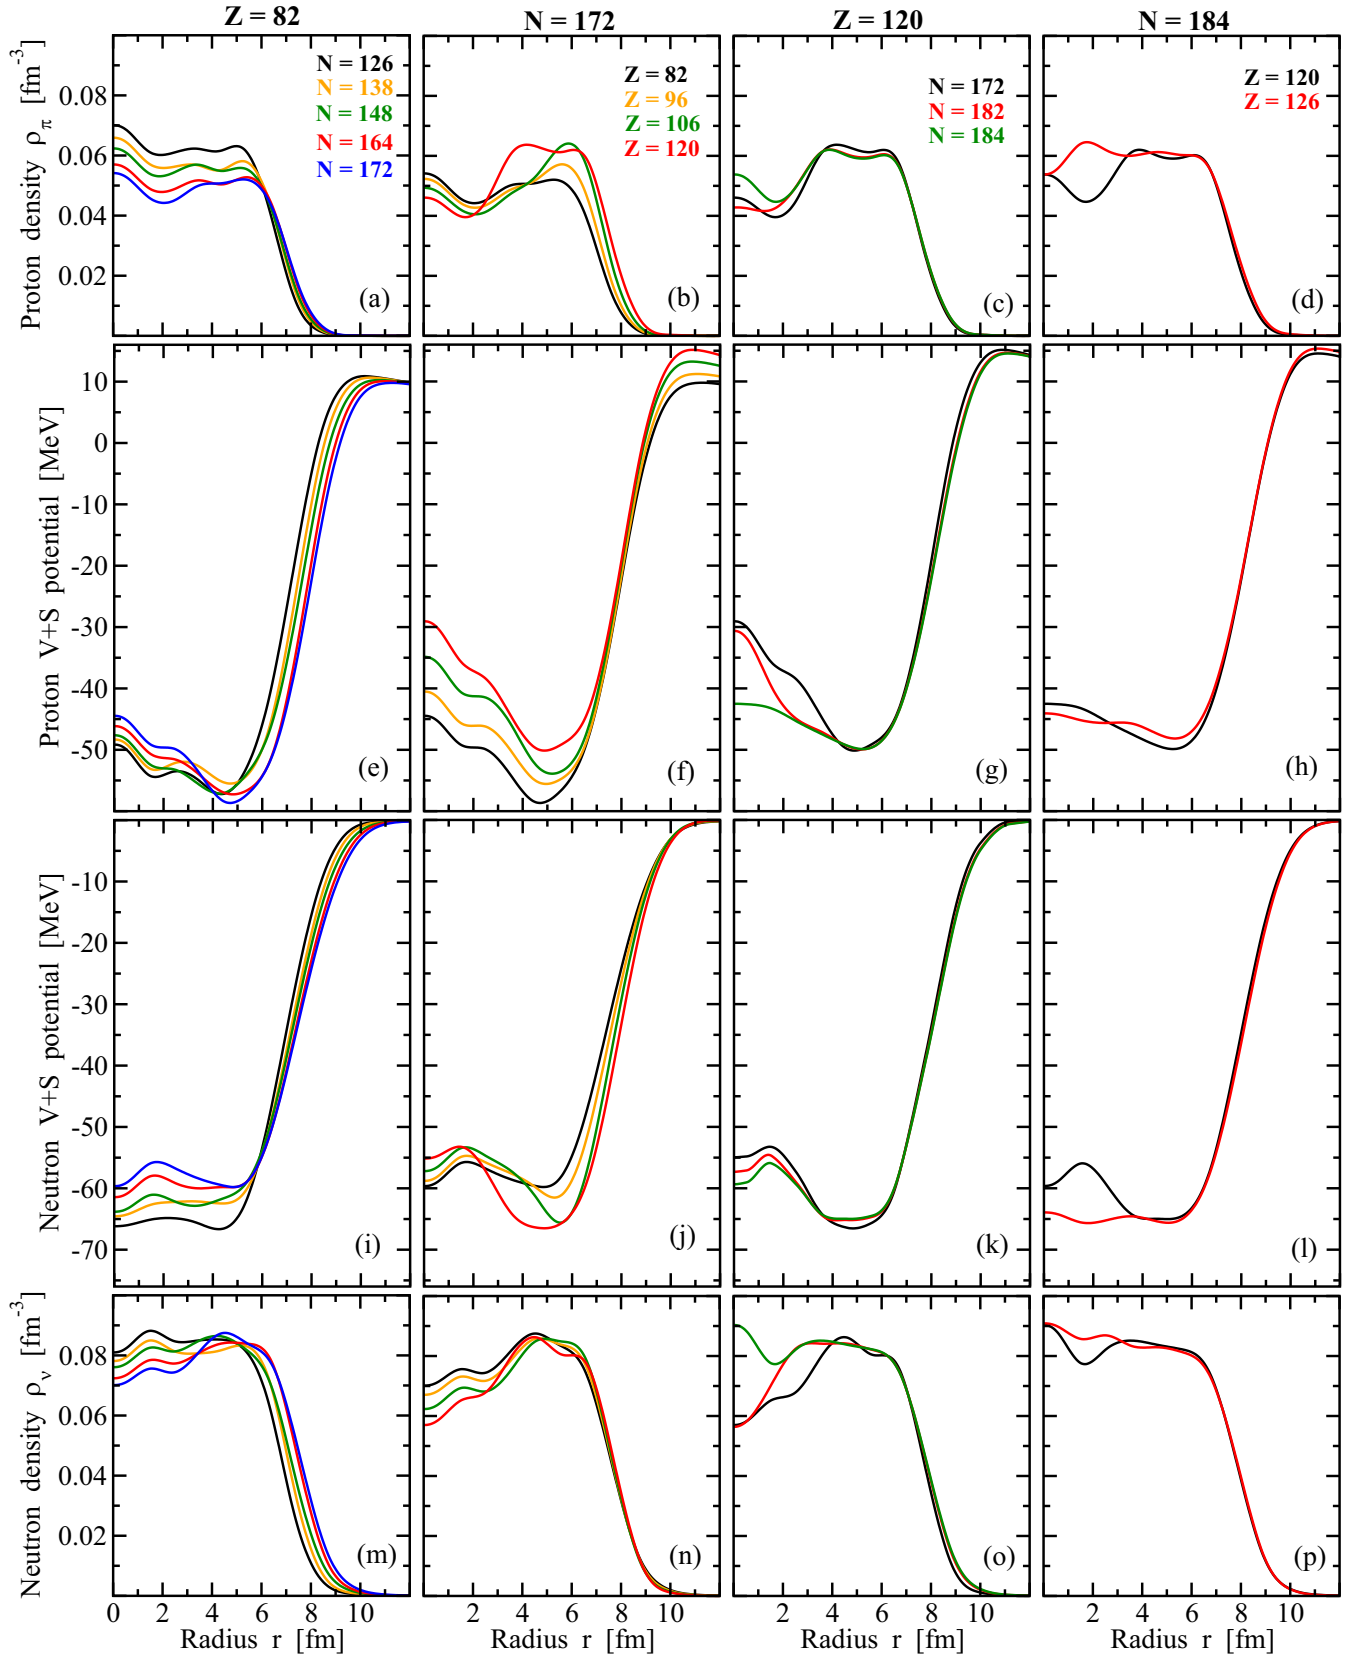 Z = 82
N = 172
Z = 120
N = 184
Proton density ρ_π [fm^-3]
0.08
0.06
0.04
0.02
N = 126
N = 138
N = 148
N = 164
N = 172
(a)
Z = 82
Z = 96
Z = 106
Z = 120
(b)
N = 172
N = 182
N = 184
(c)
Z = 120
Z = 126
(d)
Proton V+S potential [MeV]
10
0
-10
-20
-30
-40
-50
(e)
(f)
(g)
(h)
Neutron V+S potential [MeV]
-10
-20
-30
-40
-50
-60
-70
(i)
(j)
(k)
(l)
Neutron density ρ_ν [fm^-3]
0.08
0.06
0.04
0.02
(m)
(n)
(o)
(p)
0 2 4 6 8 10
2 4 6 8 10
2 4 6 8 10
2 4 6 8 10
Radius r [fm]
Radius r [fm]
Radius r [fm]
Radius r [fm]